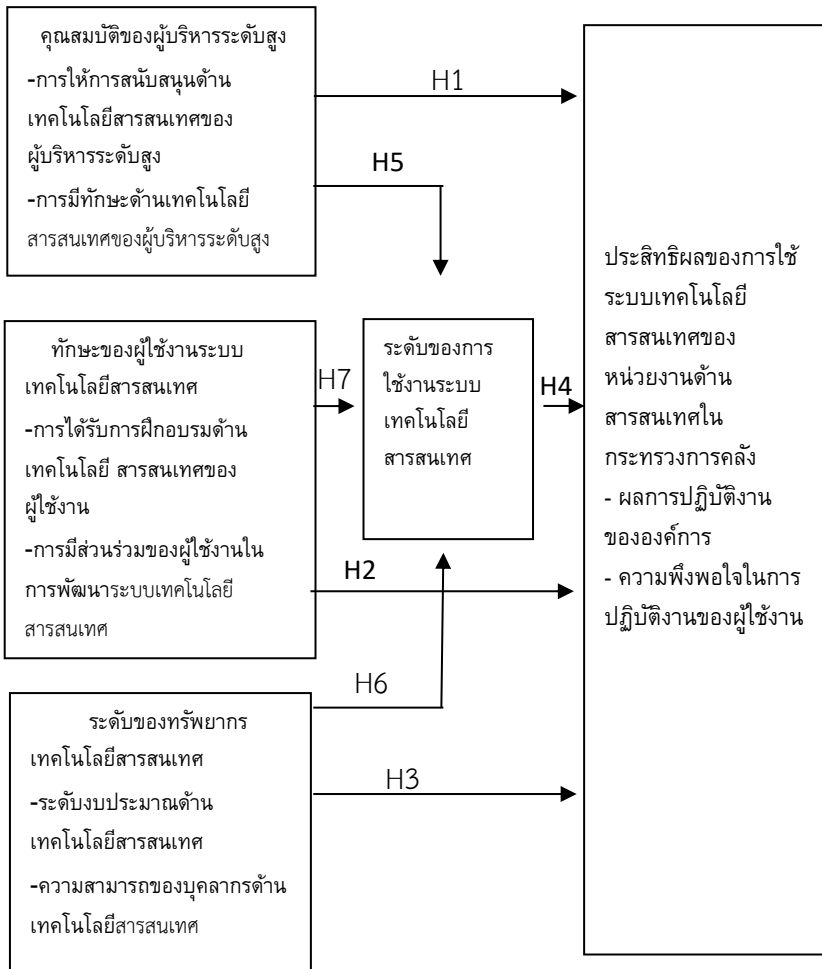 คุณสมบัติของผู้บริหารระดับสูง
-การให้การสนับสนุนด้าน
เทคโนโลยีสารสนเทศของ
ผู้บริหารระดับสูง
-การมีทักษะด้านเทคโนโลยี
สารสนเทศของผู้บริหารระดับสูง
H1
H5
ทักษะของผู้ใช้งานระบบ
เทคโนโลยีสารสนเทศ
-การได้รับการฝึกอบรมด้าน
เทคโนโลยี สารสนเทศของ
ผู้ใช้งาน
-การมีส่วนร่วมของผู้ใช้งานใน
การพัฒนาระบบเทคโนโลยี
สารสนเทศ
H7
ระดับของการ
ใช้งานระบบ
เทคโนโลยี
สารสนเทศ
H4
H2
ระดับของทรัพยากร
เทคโนโลยีสารสนเทศ
-ระดับงบประมาณด้าน
เทคโนโลยีสารสนเทศ
-ความสามารถของบุคลากรด้าน
เทคโนโลยีสารสนเทศ
H6
H3
ประสิทธิผลของการใช้
ระบบเทคโนโลยี
สารสนเทศของ
หน่วยงานด้าน
สารสนเทศใน
กระทรวงการคลัง
- ผลการปฏิบัติงาน
ขององค์การ
- ความพึงพอใจในการ
ปฏิบัติงานของผู้ใช้งาน